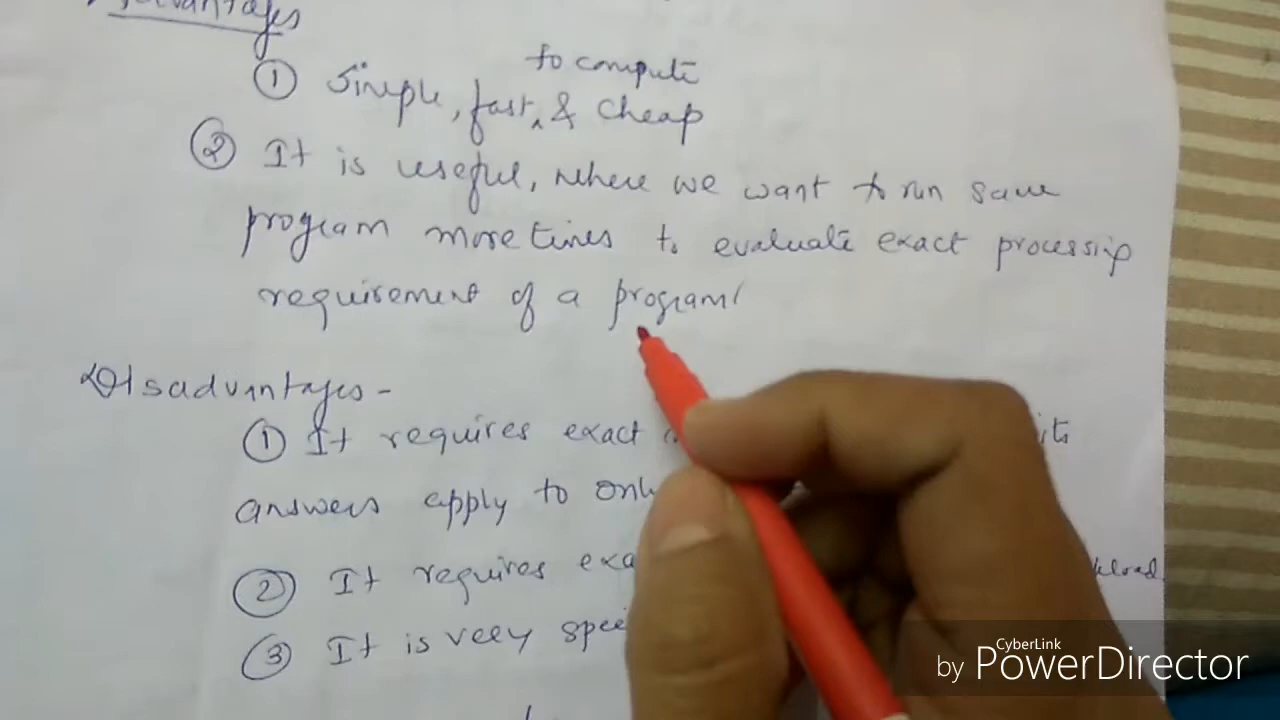 Advantages
to compute
① Simple, fast, ^ & cheap
② It is useful, where we want to run same
program more times to evaluate exact processing
requirement of a program
Disadvantages -
① It requires exact its
answers apply to only
② It requires
③ It is very
CyberLink
by PowerDirector